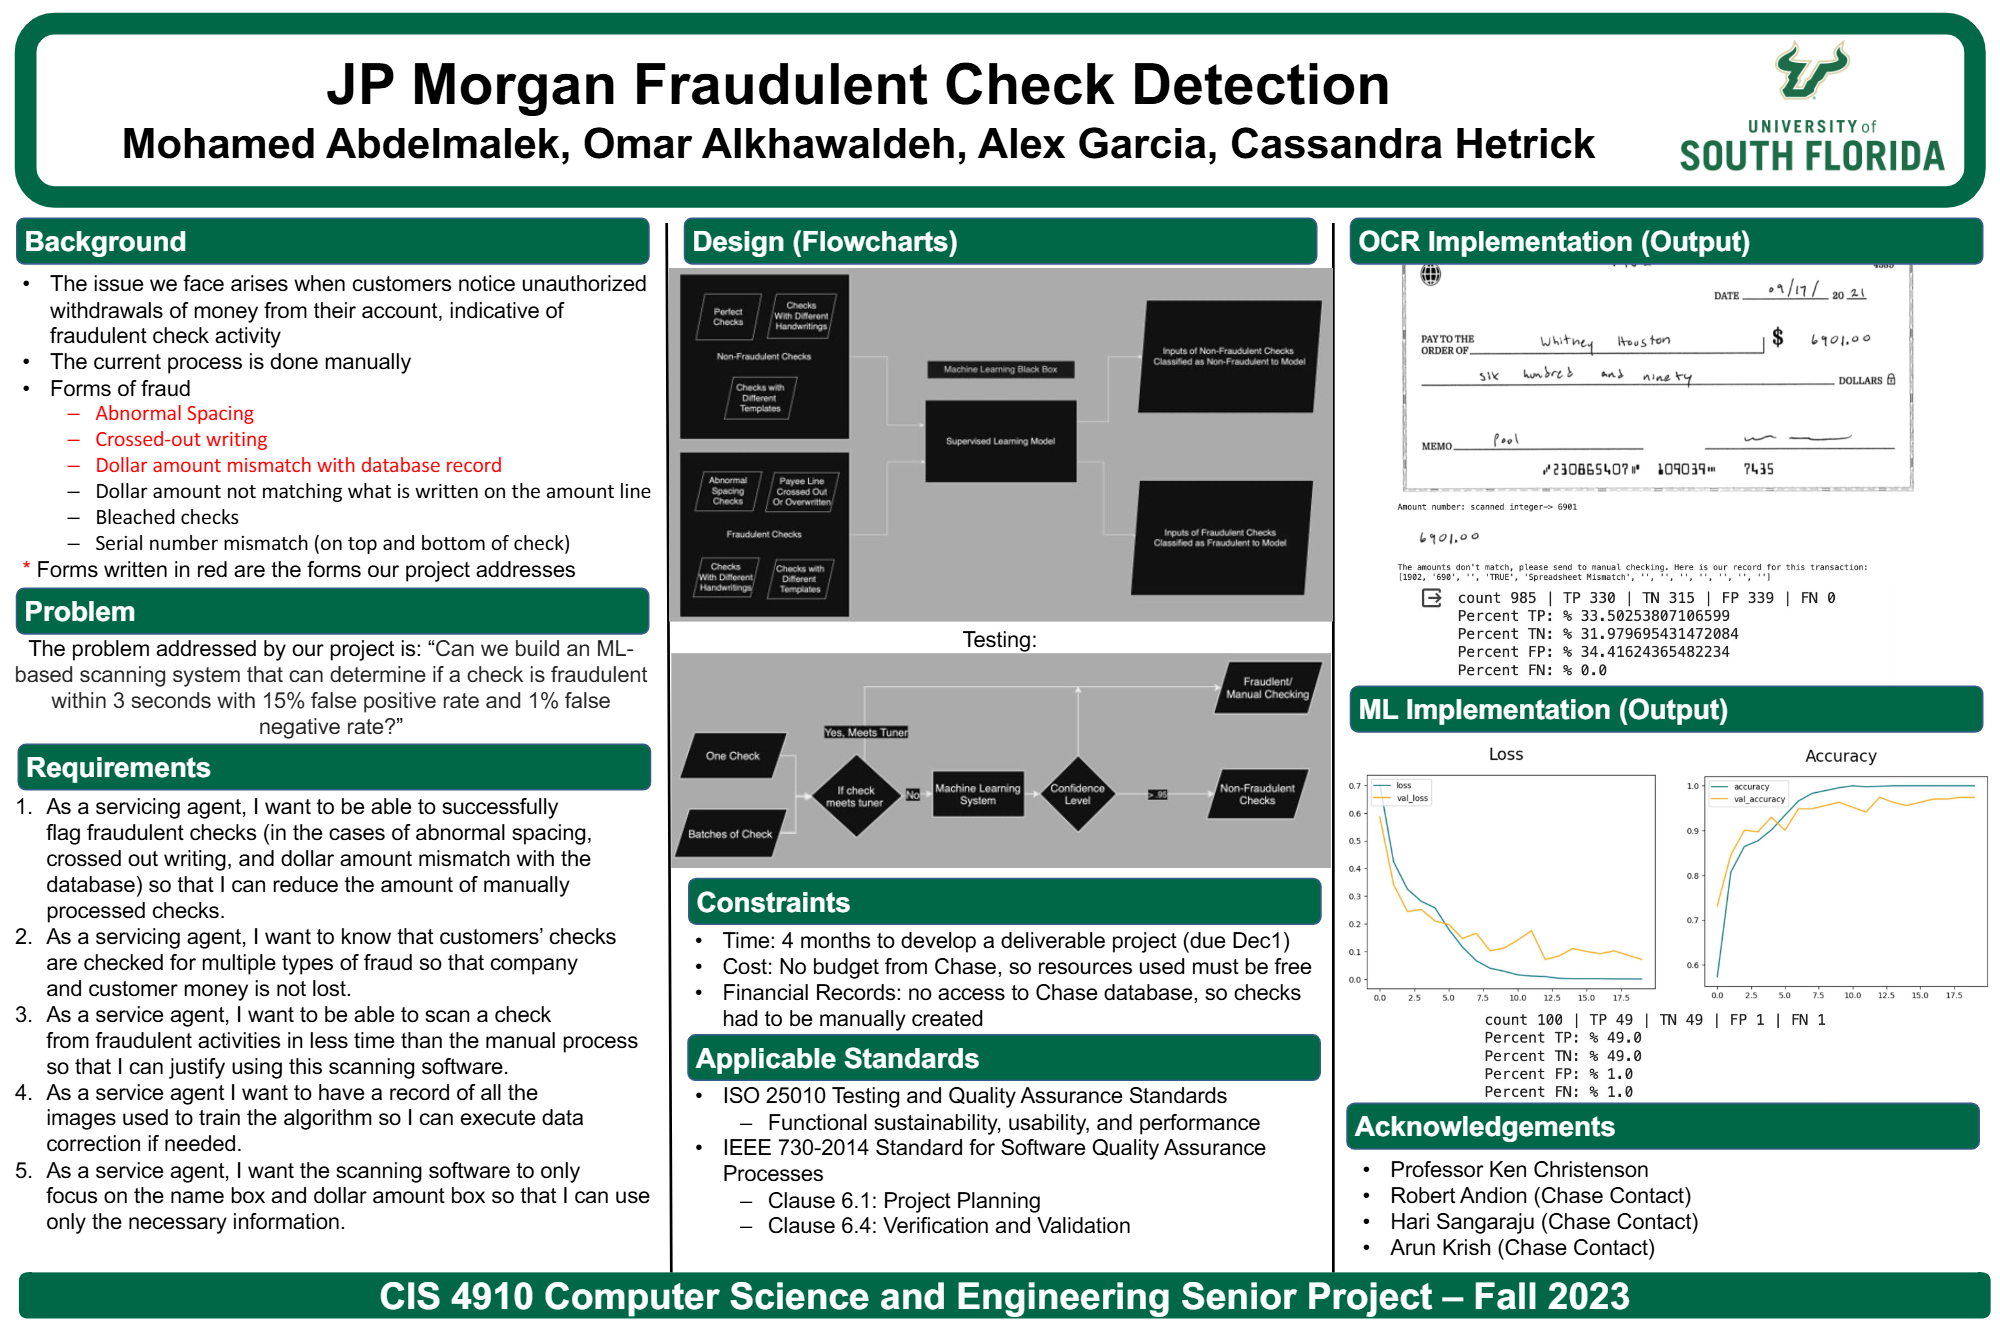 JP Morgan Fraudulent Check Detection
Mohamed Abdelmalek, Omar Alkhawaldeh, Alex Garcia, Cassandra Hetrick
UNIVERSITY of
SOUTH FLORIDA
Background
• The issue we face arises when customers notice unauthorized
withdrawals of money from their account, indicative of
fraudulent check activity
• The current process is done manually
• Forms of fraud
– Abnormal Spacing
– Crossed-out writing
– Dollar amount mismatch with database record
– Dollar amount not matching what is written on the amount line
– Bleached checks
– Serial number mismatch (on top and bottom of check)
* Forms written in red are the forms our project addresses
Problem
The problem addressed by our project is: “Can we build an ML-
based scanning system that can determine if a check is fraudulent
within 3 seconds with 15% false positive rate and 1% false
negative rate?”
Requirements
1. As a servicing agent, I want to be able to successfully
flag fraudulent checks (in the cases of abnormal spacing,
crossed out writing, and dollar amount mismatch with the
database) so that I can reduce the amount of manually
processed checks.
2. As a servicing agent, I want to know that customers’ checks
are checked for multiple types of fraud so that company
and customer money is not lost.
3. As a service agent, I want to be able to scan a check
from fraudulent activities in less time than the manual process
so that I can justify using this scanning software.
4. As a service agent I want to have a record of all the
images used to train the algorithm so I can execute data
correction if needed.
5. As a service agent, I want the scanning software to only
focus on the name box and dollar amount box so that I can use
only the necessary information.
Design (Flowcharts)
Perfect
Checks
Checks
With Different
Handwritings
Non-Fraudulent Checks
Checks with
Different
Templates
Abnormal
Spacing
Checks
Payee Line
Crossed Out
Or Overwritten
Fraudulent Checks
Checks
With Different
Handwritings
Checks with
Different
Templates
Machine Learning Black Box
Supervised Learning Model
Inputs of Non-Fraudulent Checks
Classified as Non-Fraudulent to Model
Inputs of Fraudulent Checks
Classified as Fraudulent to Model
Testing:
One Check
Batches of Check
Yes, Meets Tuner
If check
meets tuner
No
Machine Learning
System
Confidence
Level
> .95
Fraudlent/
Manual Checking
Non-Fraudulent
Checks
Constraints
• Time: 4 months to develop a deliverable project (due Dec1)
• Cost: No budget from Chase, so resources used must be free
• Financial Records: no access to Chase database, so checks
had to be manually created
Applicable Standards
• ISO 25010 Testing and Quality Assurance Standards
– Functional sustainability, usability, and performance
• IEEE 730-2014 Standard for Software Quality Assurance
Processes
– Clause 6.1: Project Planning
– Clause 6.4: Verification and Validation
OCR Implementation (Output)
DATE 09/17/ 20 21
PAY TO THE
ORDER OF Whitney Houston $ 6901.00
six hundred and ninety DOLLARS
MEMO Pool
⑈230865407⑈ 609039⑈ 7435
Amount number: scanned integer-> 6901
6901.00
The amounts don't match, please send to manual checking. Here is our record for this transaction:
[1902, '690', '', 'TRUE', 'Spreadsheet Mismatch', '', '', '', '', '', '', '']
count 985 | TP 330 | TN 315 | FP 339 | FN 0
Percent TP: % 33.50253807106599
Percent TN: % 31.979695431472084
Percent FP: % 34.41624365482234
Percent FN: % 0.0
ML Implementation (Output)
Loss
loss
val_loss
0.7
0.6
0.5
0.4
0.3
0.2
0.1
0.0
0.0 2.5 5.0 7.5 10.0 12.5 15.0 17.5
Accuracy
accuracy
val_accuracy
1.0
0.9
0.8
0.7
0.6
0.0 2.5 5.0 7.5 10.0 12.5 15.0 17.5
count 100 | TP 49 | TN 49 | FP 1 | FN 1
Percent TP: % 49.0
Percent TN: % 49.0
Percent FP: % 1.0
Percent FN: % 1.0
Acknowledgements
• Professor Ken Christenson
• Robert Andion (Chase Contact)
• Hari Sangaraju (Chase Contact)
• Arun Krish (Chase Contact)
CIS 4910 Computer Science and Engineering Senior Project – Fall 2023